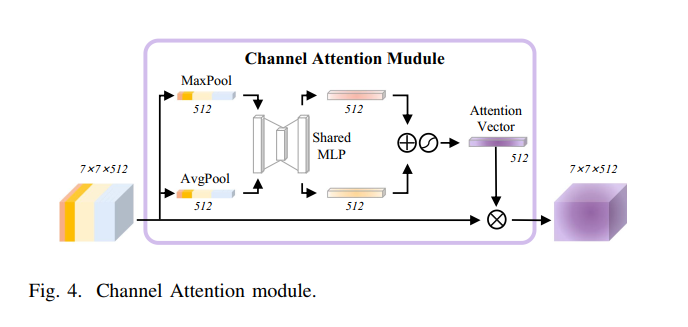 Channel Attention Mudule
MaxPool
512
512
Attention
Vector
Shared
MLP
512
7×7×512
7×7×512
AvgPool
512
512
Fig. 4. Channel Attention module.